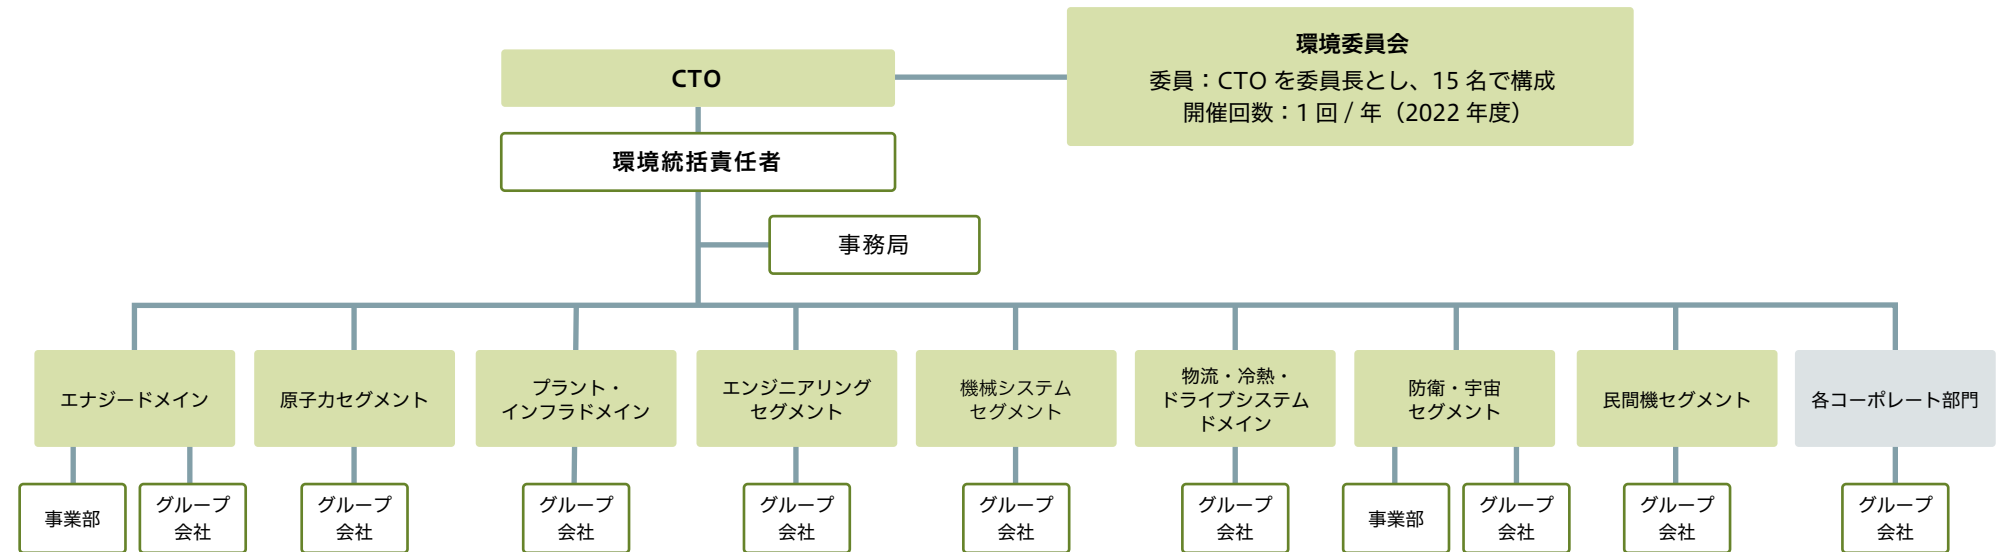 環境委員会
委員：CTO を委員長とし、15 名で構成
開催回数：1 回 / 年（2022 年度）
CTO
環境統括責任者
事務局
エナジードメイン
原子力セグメント
プラント・
インフラドメイン
エンジニアリング
セグメント
機械システム
セグメント
物流・冷熱・
ドライブシステム
ドメイン
防衛・宇宙
セグメント
民間機セグメント
各コーポレート部門
事業部
グループ
会社
グループ
会社
グループ
会社
グループ
会社
グループ
会社
グループ
会社
事業部
グループ
会社
グループ
会社
グループ
会社